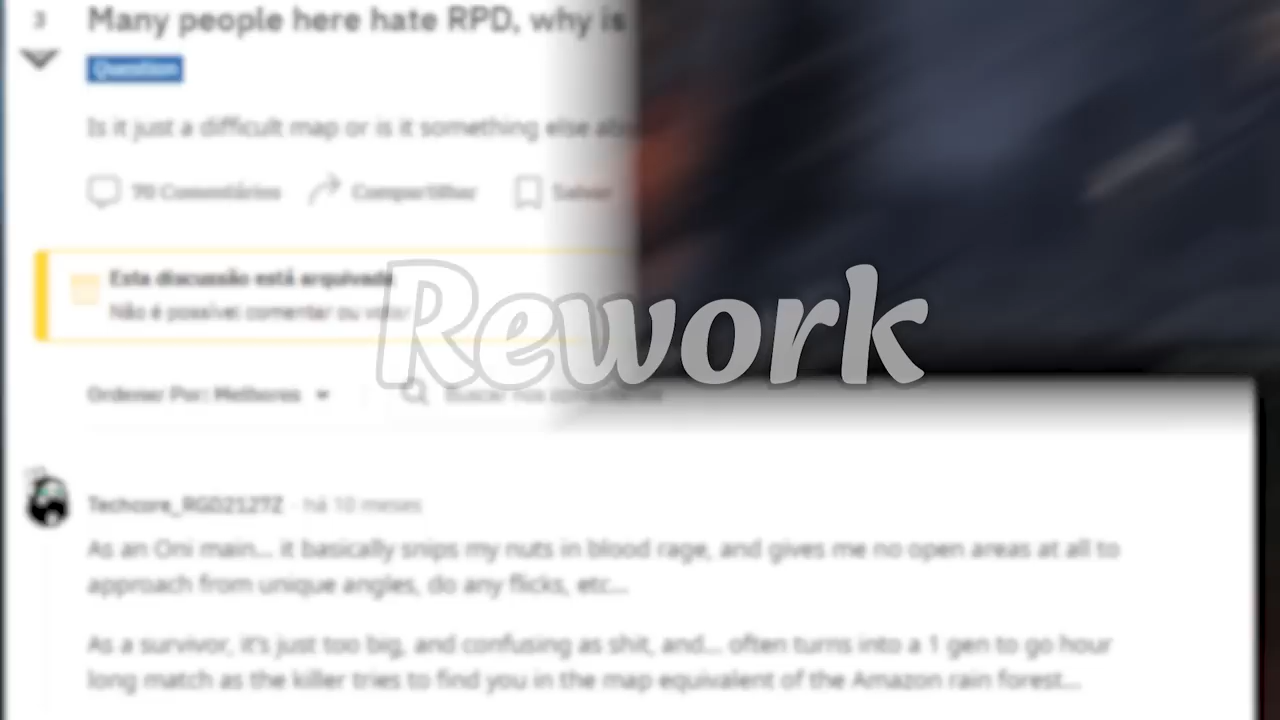 3
Many people here hate RPD, why is
Question
Is it just a difficult map or is it something else
70 Comentários Compartilhar Salvar
Esta discussão está arquivada
Não é possível comentar ou votar
Rework
Ordenar Por: Melhores
Techcore_RGD2127Z · há 10 meses
As an Oni main... it basically snips my nuts in blood rage, and gives me no open areas at all to
approach from unique angles, do any flicks, etc...
As a survivor, it's just too big, and confusing as shit, and... often turns into a 1 gen to go hour
long match as the killer tries to find you in the map equivalent of the Amazon rain forest...